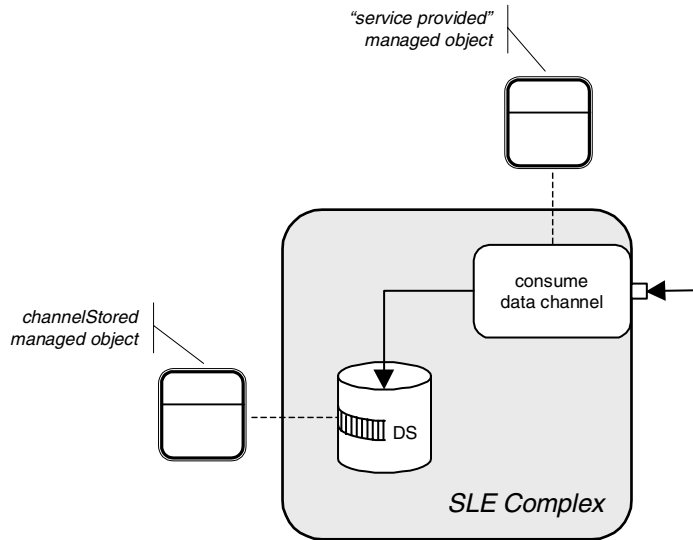 “service provided”
managed object
consume
data channel
channelStored
managed object
DS
SLE Complex